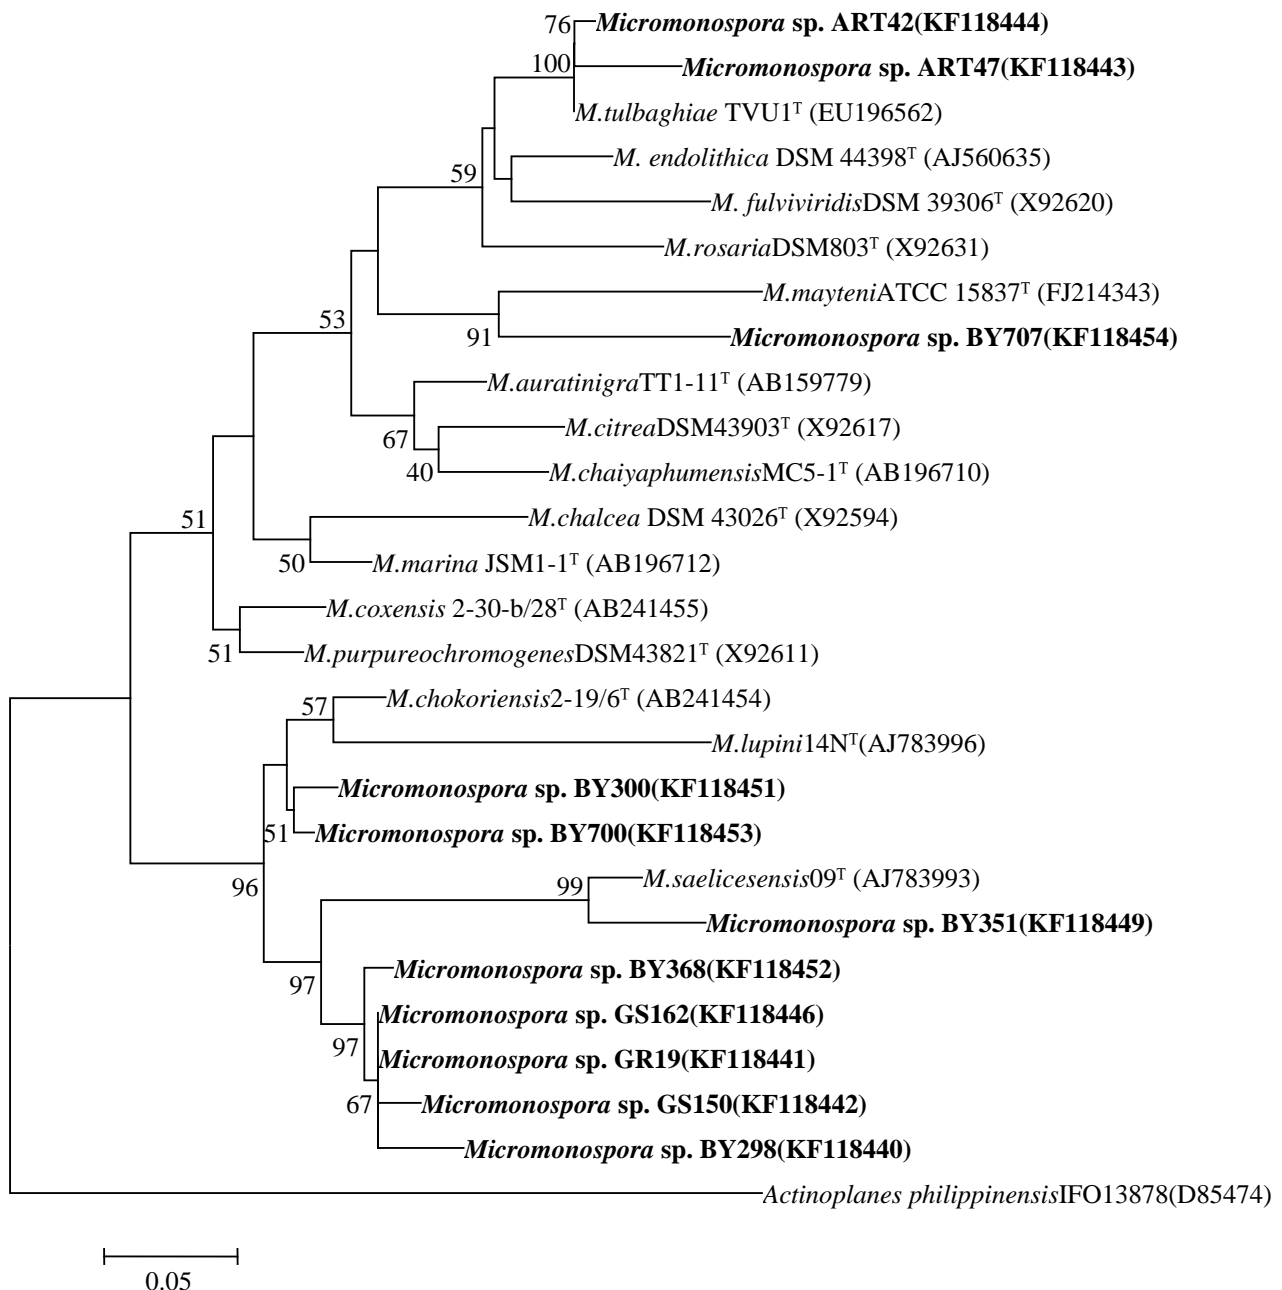 76
Micromonospora sp. ART42(KF118444)
100
Micromonospora sp. ART47(KF118443)
M.tulbaghiae TVU1ᵀ (EU196562)
M. endolithica DSM 44398ᵀ (AJ560635)
59
M. fulviviridisDSM 39306ᵀ (X92620)
M.rosariaDSM803ᵀ (X92631)
M.mayteniATCC 15837ᵀ (FJ214343)
53
91
Micromonospora sp. BY707(KF118454)
M.auratinigraTT1-11ᵀ (AB159779)
M.citreaDSM43903ᵀ (X92617)
67
40
M.chaiyaphumensisMC5-1ᵀ (AB196710)
M.chalcea DSM 43026ᵀ (X92594)
51
50
M.marina JSM1-1ᵀ (AB196712)
M.coxensis 2-30-b/28ᵀ (AB241455)
51
M.purpureochromogenesDSM43821ᵀ (X92611)
M.chokoriensis2-19/6ᵀ (AB241454)
57
M.lupini14Nᵀ(AJ783996)
Micromonospora sp. BY300(KF118451)
51
Micromonospora sp. BY700(KF118453)
96
99
M.saelicesensis09ᵀ (AJ783993)
Micromonospora sp. BY351(KF118449)
Micromonospora sp. BY368(KF118452)
97
Micromonospora sp. GS162(KF118446)
97
Micromonospora sp. GR19(KF118441)
67
Micromonospora sp. GS150(KF118442)
Micromonospora sp. BY298(KF118440)
Actinoplanes philippinensisIFO13878(D85474)
0.05